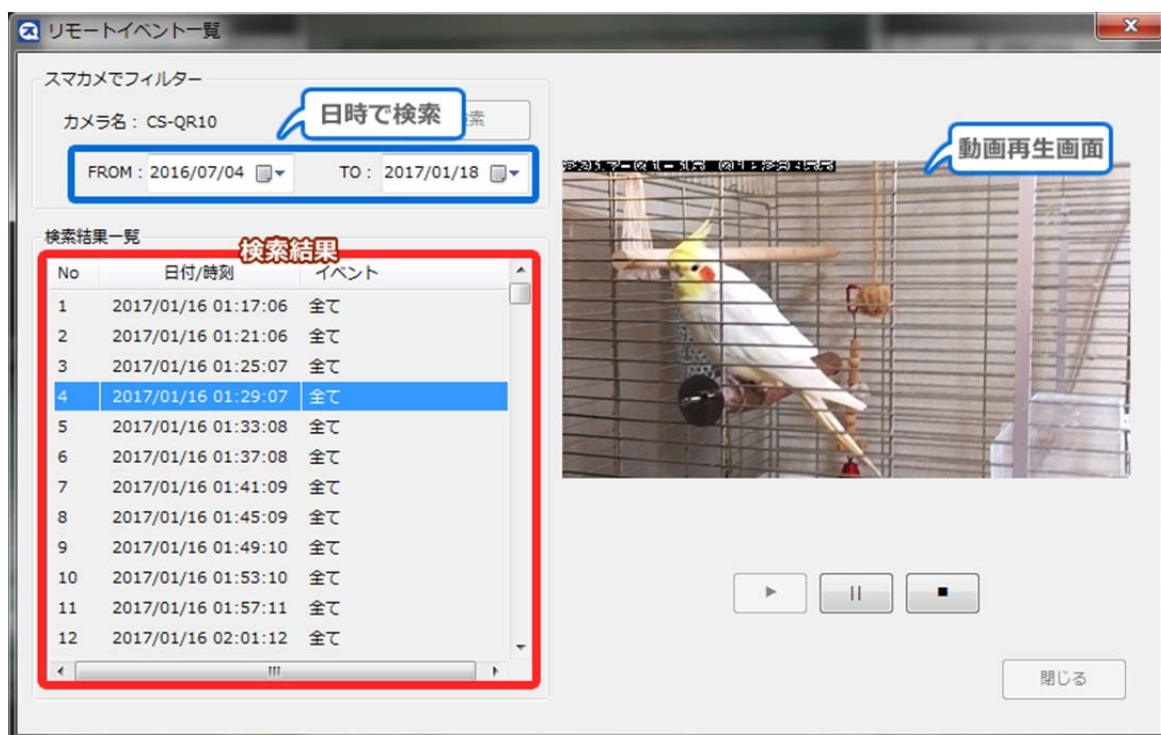 リモートイベント一覧
スマカメでフィルター
カメラ名 : CS-QR10
日時で検索
索
FROM : 2016/07/04 TO : 2017/01/18
動画再生画面
検索結果一覧
検索結果
No 日付/時刻 イベント
1 2017/01/16 01:17:06 全て
2 2017/01/16 01:21:06 全て
3 2017/01/16 01:25:07 全て
4 2017/01/16 01:29:07 全て
5 2017/01/16 01:33:08 全て
6 2017/01/16 01:37:08 全て
7 2017/01/16 01:41:09 全て
8 2017/01/16 01:45:09 全て
9 2017/01/16 01:49:10 全て
10 2017/01/16 01:53:10 全て
11 2017/01/16 01:57:11 全て
12 2017/01/16 02:01:12 全て
閉じる